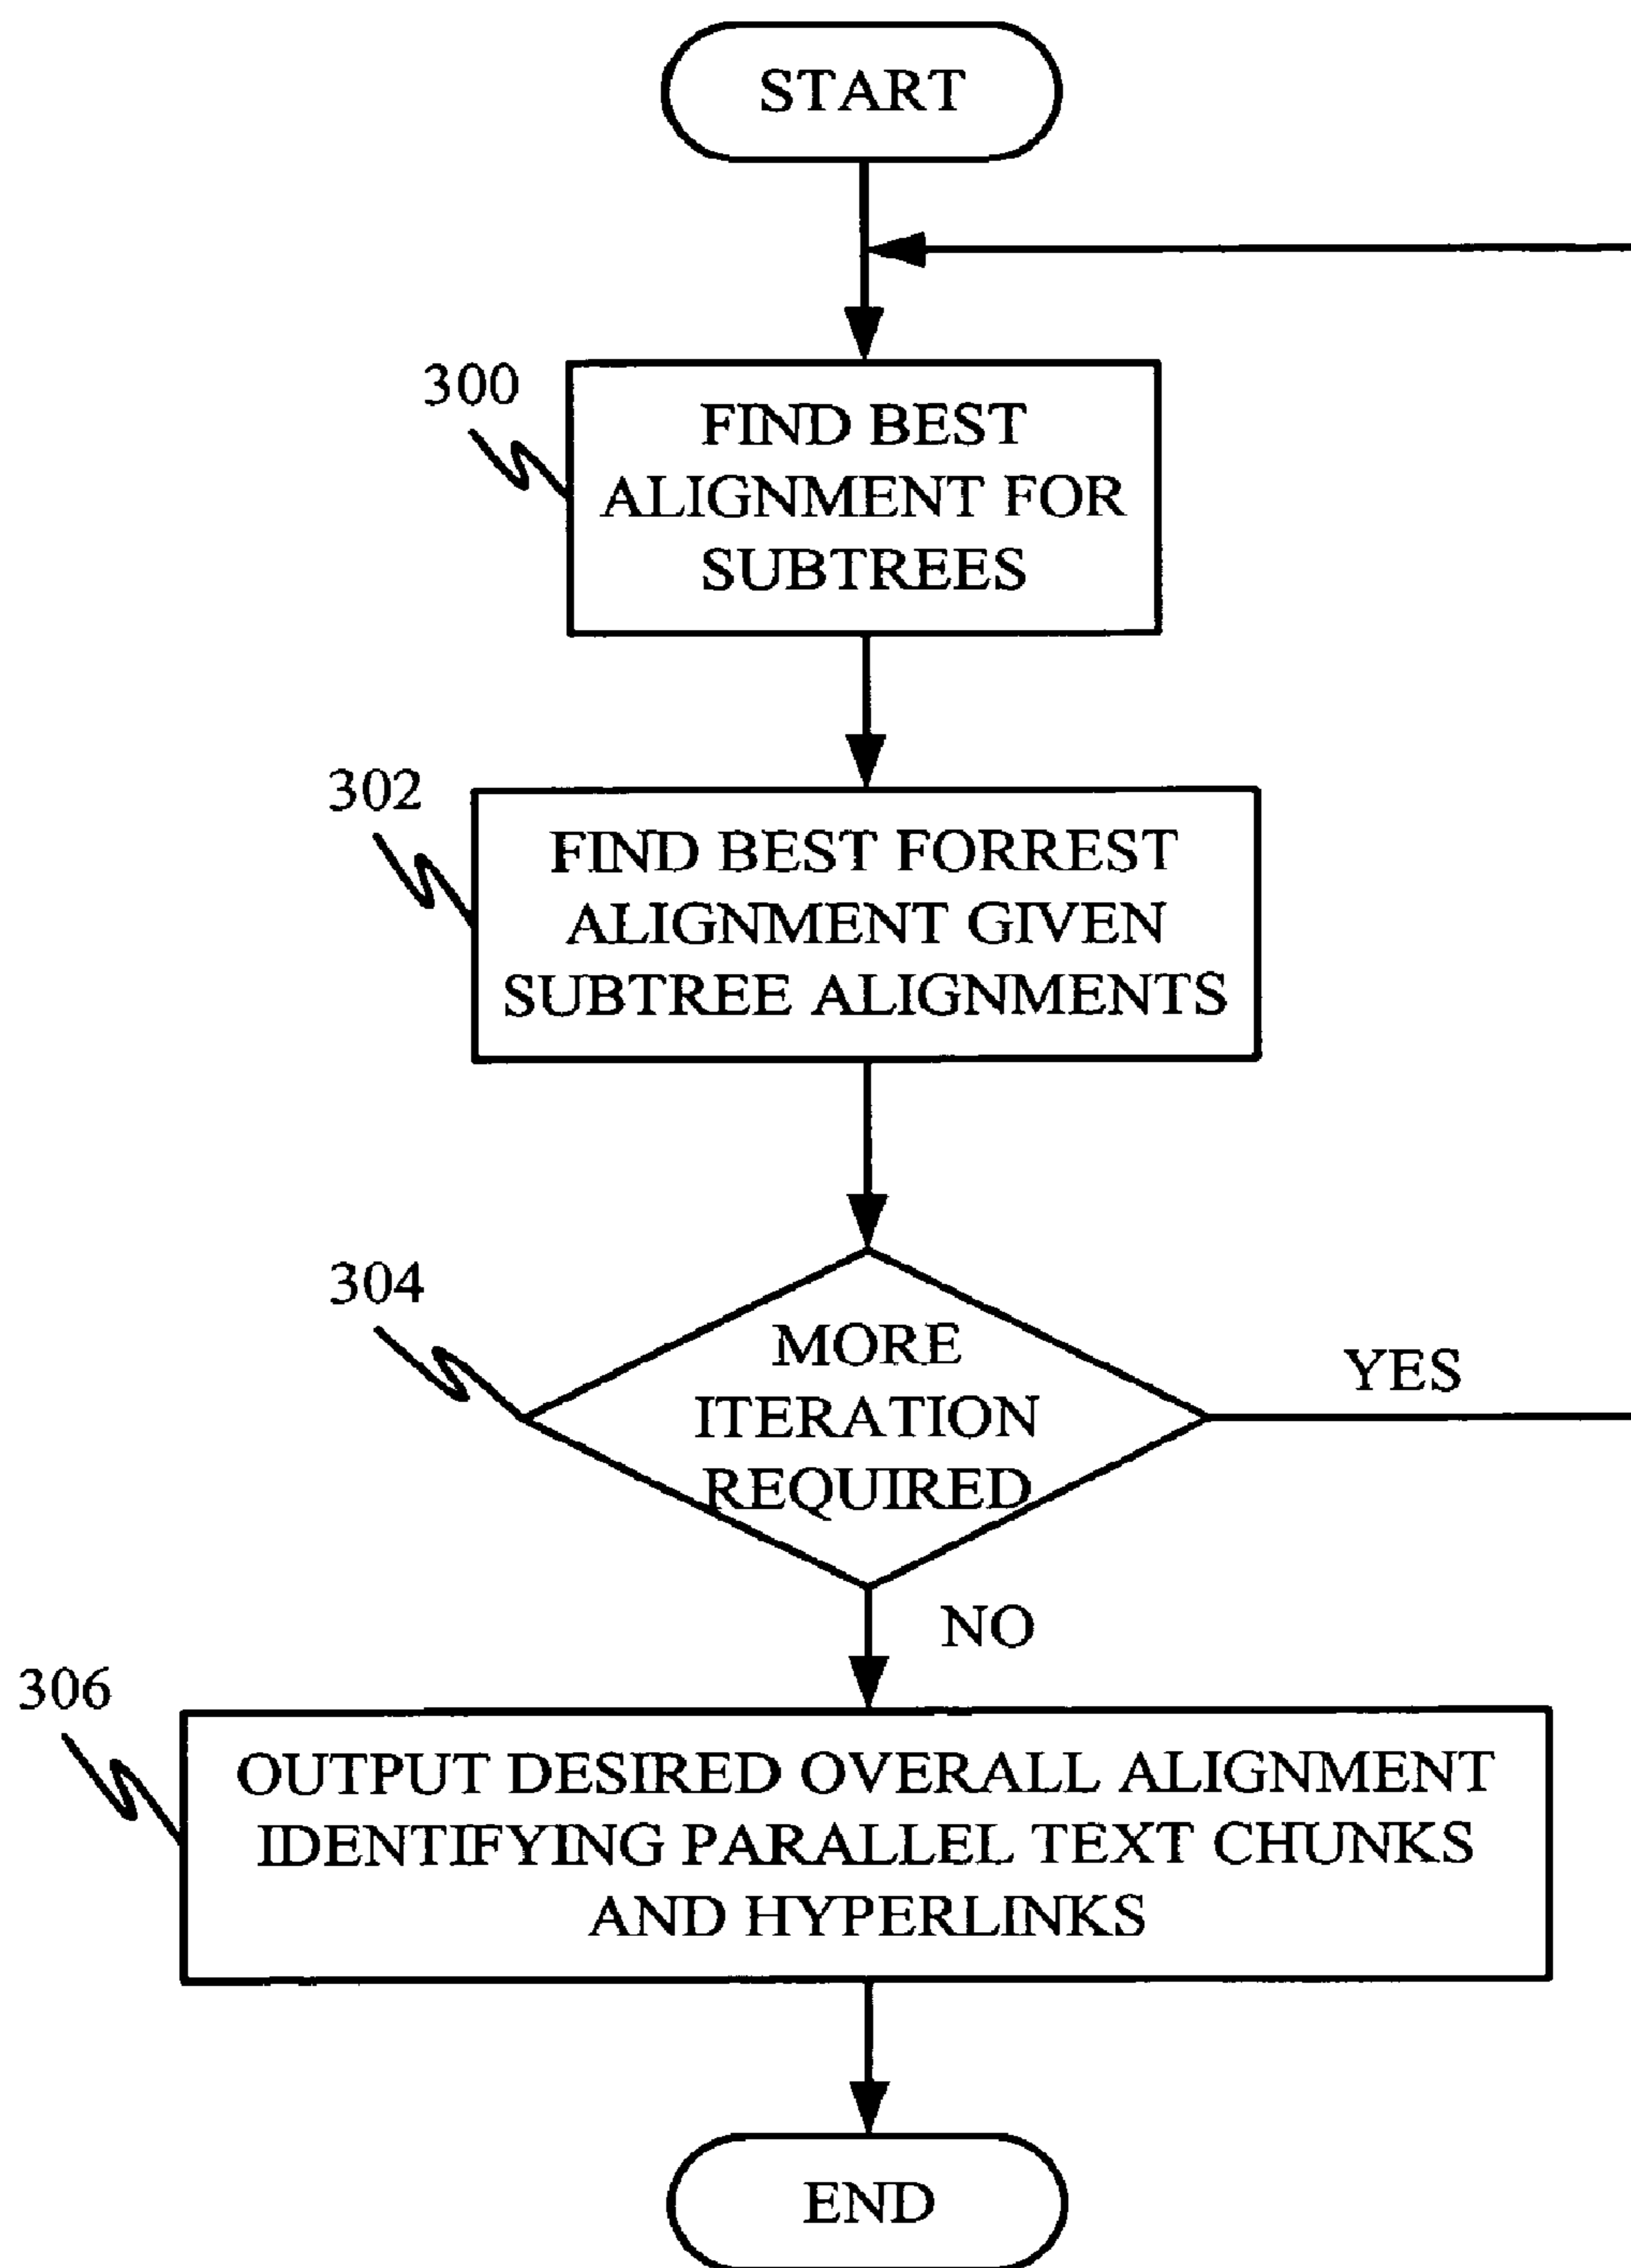 START
300
FIND BEST
ALIGNMENT FOR
SUBTREES
302
FIND BEST FORREST
ALIGNMENT GIVEN
SUBTREE ALIGNMENTS
304
MORE
ITERATION
REQUIRED
YES
NO
306
OUTPUT DESIRED OVERALL ALIGNMENT
IDENTIFYING PARALLEL TEXT CHUNKS
AND HYPERLINKS
END